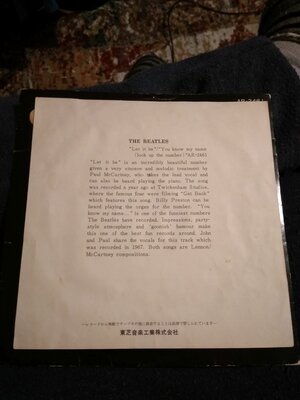 AR-2461
THE BEATLES
"Let it be"/"You know my name
(look up the number)"AR-2461
"Let it be" is an incredibly beautiful number
given a very sincere and melodic treatment by
Paul McCartney, who takes the lead vocal and
can also be heard playing the piano. The song
was recorded a year ago at Twickenham Studios,
where the famous four were filming "Get Back"
which features this song. Billy Preston can be
heard playing the organ for the number. "You
know my name..." is one of the funniest numbers
The Beatles have recorded. Impressions, party-
style atmosphere and 'goonish' humour make
this one of the best fun records around. John
and Paul share the vocals for this track which
was recorded in 1967. Both songs are Lennon/
McCartney compositions.
東芝音楽工業株式会社